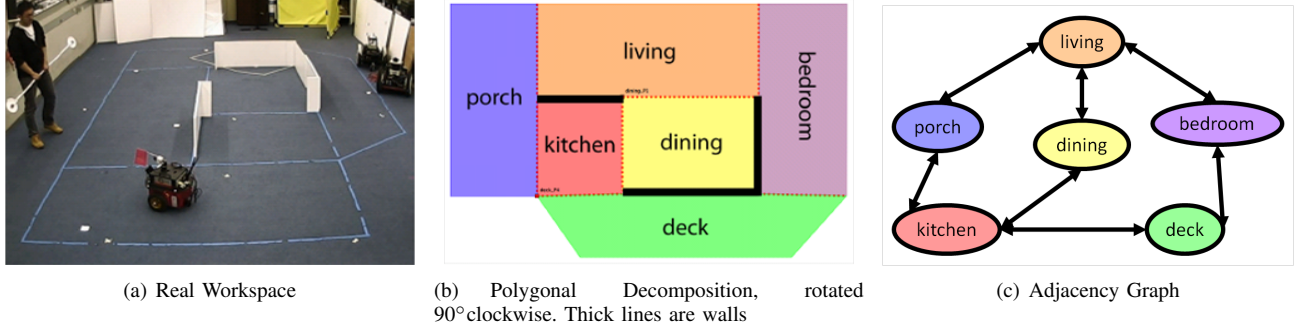 living
porch
bedroom
kitchen
dining
deck
living
porch
bedroom
dining
kitchen
deck
(a) Real Workspace
(b) Polygonal Decomposition, rotated
90°clockwise. Thick lines are walls
(c) Adjacency Graph